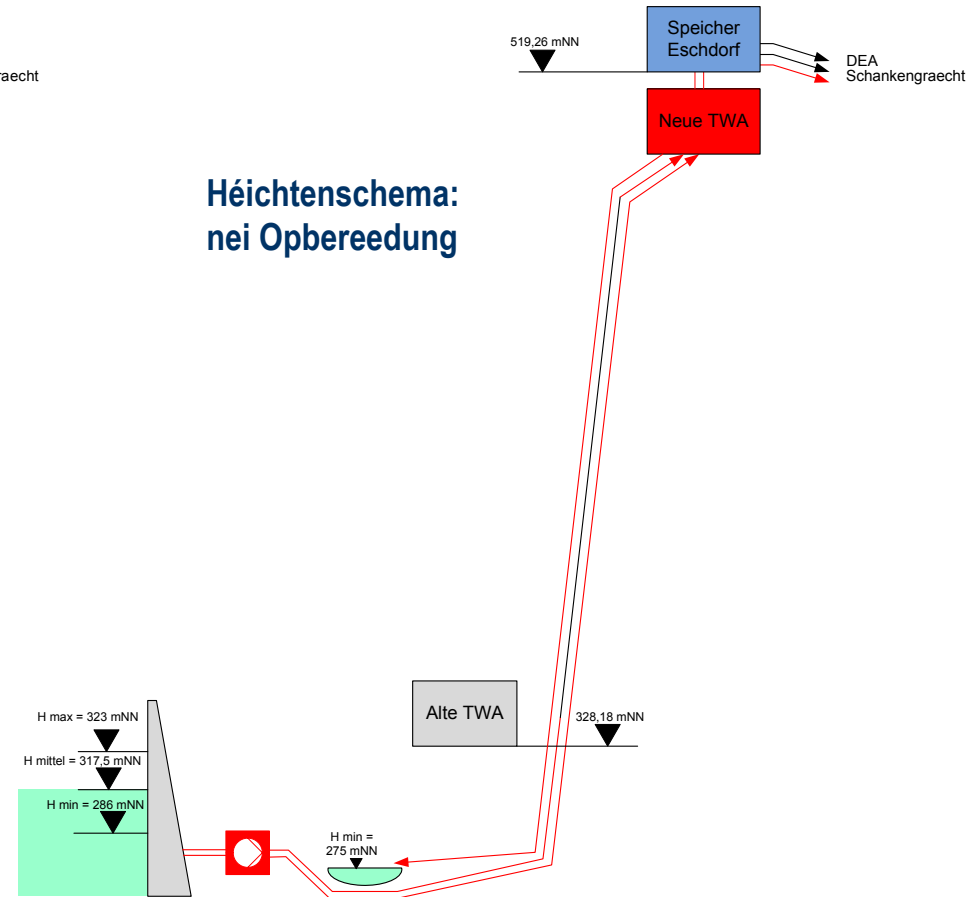 Speicher
Eschdorf
519,26 mNN
DEA
Schankengraecht
raecht
Neue TWA
Héichtenschema:
nei Opbereedung
Alte TWA
328,18 mNN
H max = 323 mNN
H mittel = 317,5 mNN
H min = 286 mNN
H min =
275 mNN